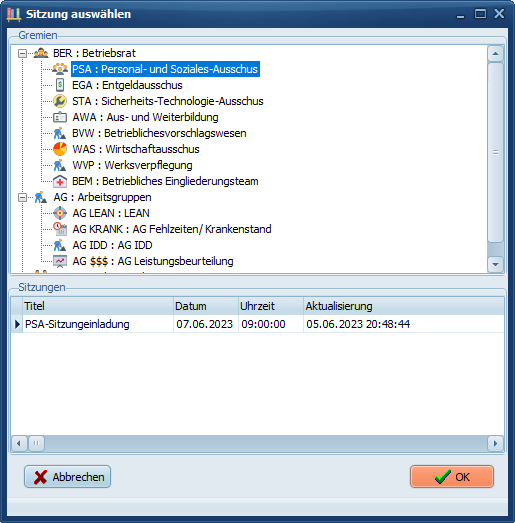 Sitzung auswählen
Gremien
BER : Betriebsrat
PSA : Personal- und Soziales-Ausschus
EGA : Entgeldausschus
STA : Sicherheits-Technologie-Ausschus
AWA : Aus- und Weiterbildung
BVW : Betriebliches­vorschlagswesen
WAS : Wirtschaftausschus
WVP : Werksverpflegung
BEM : Betriebliches Eingliederungsteam
AG : Arbeitsgruppen
AG LEAN : LEAN
AG KRANK : AG Fehlzeiten/ Krankenstand
AG IDD : AG IDD
AG $$$ : AG Leistungsbeurteilung
Sitzungen
Titel Datum Uhrzeit Aktualisierung
PSA-Sitzungeinladung 07.06.2023 09:00:00 05.06.2023 20:48:44
Abbrechen OK